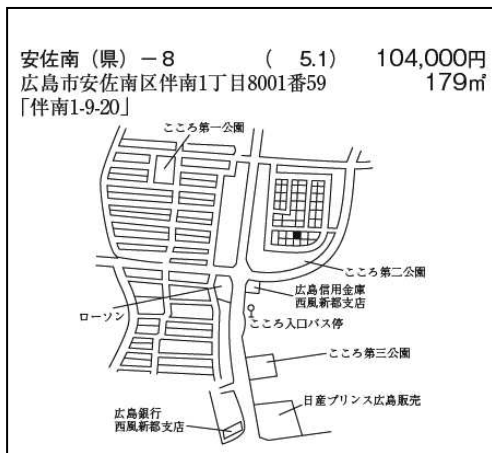 安佐南（県）－8 （ 5.1） 104,000円
広島市安佐南区伴南1丁目8001番59 179㎡
「伴南1-9-20」
こころ第一公園
こころ第二公園
広島信用金庫
西風新都支店
ローソン
こころ入口バス停
こころ第三公園
日産プリンス広島販売
広島銀行
西風新都支店